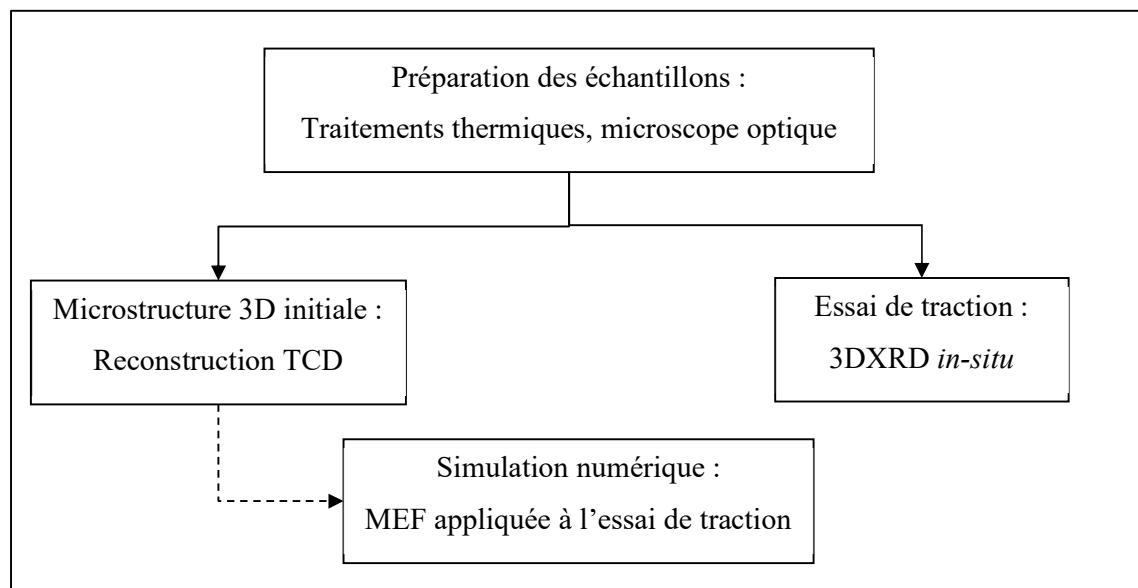 Préparation des échantillons :
Traitements thermiques, microscope optique
Microstructure 3D initiale :
Reconstruction TCD
Essai de traction :
3DXRD in-situ
Simulation numérique :
MEF appliquée à l’essai de traction